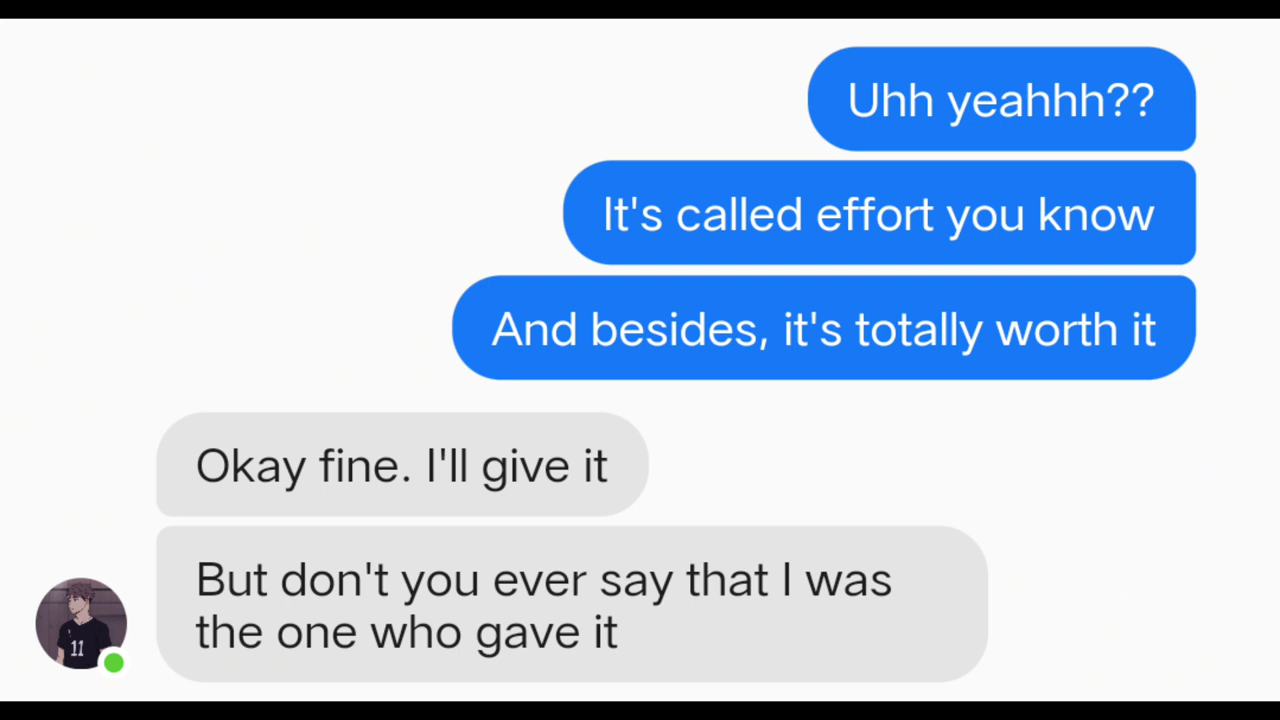 Uhh yeahhh??
It's called effort you know
And besides, it's totally worth it
Okay fine. I'll give it
But don't you ever say that I was
the one who gave it
11